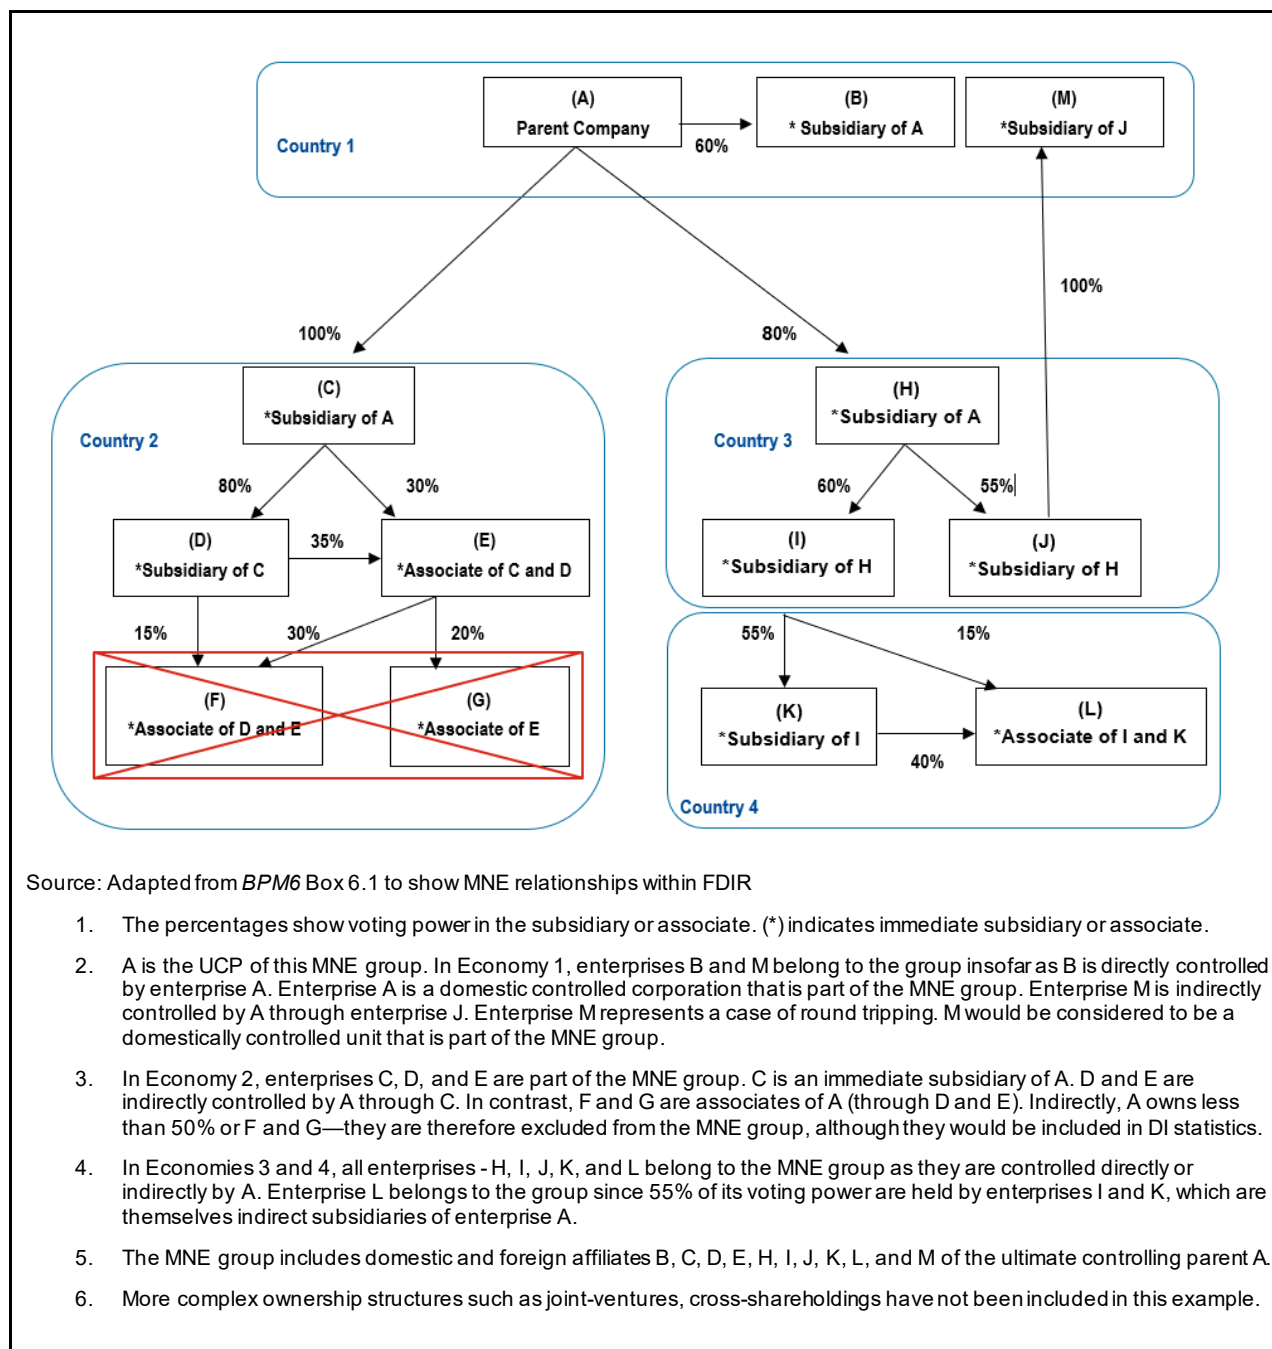 (A)
Parent Company
(B)
* Subsidiary of A
(M)
*Subsidiary of J
Country 1
60%
100%
100%
80%
(C)
*Subsidiary of A
(H)
*Subsidiary of A
Country 2
Country 3
80%
30%
60%
55%
(D)
*Subsidiary of C
35%
(E)
*Associate of C and D
(I)
*Subsidiary of H
(J)
*Subsidiary of H
15%
30%
20%
55%
15%
(F)
*Associate of D and E
(G)
*Associate of E
(K)
*Subsidiary of I
(L)
*Associate of I and K
40%
Country 4
Source: Adapted from BPM6 Box 6.1 to show MNE relationships within FDIR
1. The percentages show voting power in the subsidiary or associate. (*) indicates immediate subsidiary or associate.
2. A is the UCP of this MNE group. In Economy 1, enterprises B and M belong to the group insofar as B is directly controlled
by enterprise A. Enterprise A is a domestic controlled corporation that is part of the MNE group. Enterprise M is indirectly
controlled by A through enterprise J. Enterprise M represents a case of round tripping. M would be considered to be a
domestically controlled unit that is part of the MNE group.
3. In Economy 2, enterprises C, D, and E are part of the MNE group. C is an immediate subsidiary of A. D and E are
indirectly controlled by A through C. In contrast, F and G are associates of A (through D and E). Indirectly, A owns less
than 50% or F and G—they are therefore excluded from the MNE group, although they would be included in DI statistics.
4. In Economies 3 and 4, all enterprises - H, I, J, K, and L belong to the MNE group as they are controlled directly or
indirectly by A. Enterprise L belongs to the group since 55% of its voting power are held by enterprises I and K, which are
themselves indirect subsidiaries of enterprise A.
5. The MNE group includes domestic and foreign affiliates B, C, D, E, H, I, J, K, L, and M of the ultimate controlling parent A.
6. More complex ownership structures such as joint-ventures, cross-shareholdings have not been included in this example.